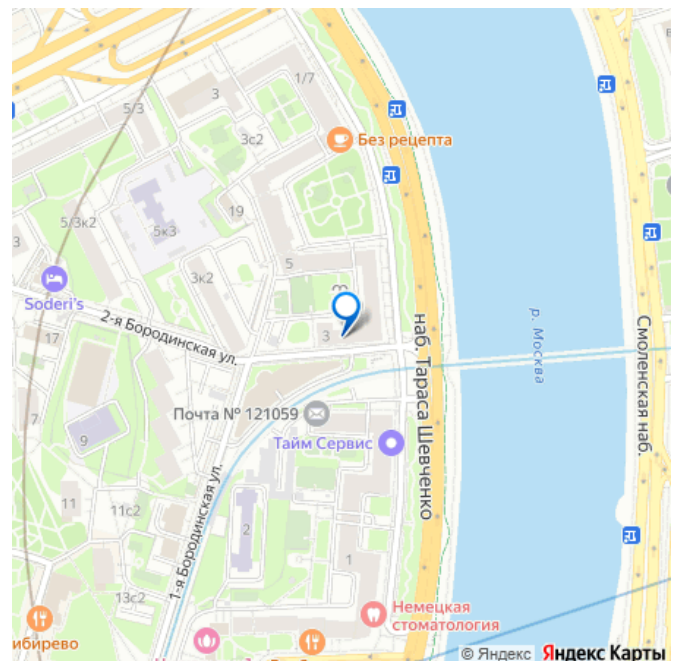 1/7
3
5/3
3с2
Без рецепта
5/3к2
5к3
19
3
3к2
5
Soderi's
2-я Бородинская ул.
3
17
наб. Тараса Шевченко
р. Москва
Смоленская наб.
7
Почта № 121059
Тайм Сервис
9
1-я Бородинская ул.
11
11с2
2
1
13с2
Немецкая
стоматология
ибирево
© Яндекс Яндекс Карты